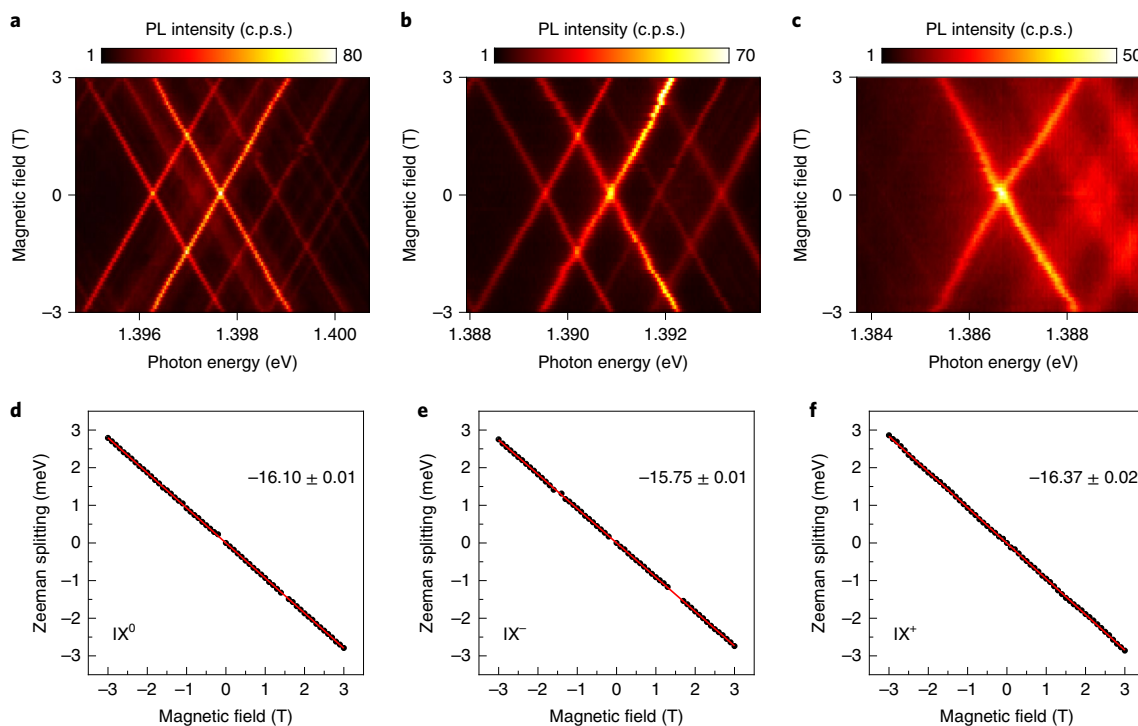 a
PL intensity (c.p.s.)
1 80
3
0
−3
Magnetic field (T)
1.396 1.398 1.400
Photon energy (eV)
b
PL intensity (c.p.s.)
1 70
3
0
−3
Magnetic field (T)
1.388 1.390 1.392
Photon energy (eV)
c
PL intensity (c.p.s.)
1 50
3
0
−3
Magnetic field (T)
1.384 1.386 1.388
Photon energy (eV)
d
3
2
1
0
−1
−2
−3
Zeeman splitting (meV)
−16.10 ± 0.01
IX⁰
−3 −2 −1 0 1 2 3
Magnetic field (T)
e
3
2
1
0
−1
−2
−3
Zeeman splitting (meV)
−15.75 ± 0.01
IX⁻
−3 −2 −1 0 1 2 3
Magnetic field (T)
f
3
2
1
0
−1
−2
−3
Zeeman splitting (meV)
−16.37 ± 0.02
IX⁺
−3 −2 −1 0 1 2 3
Magnetic field (T)